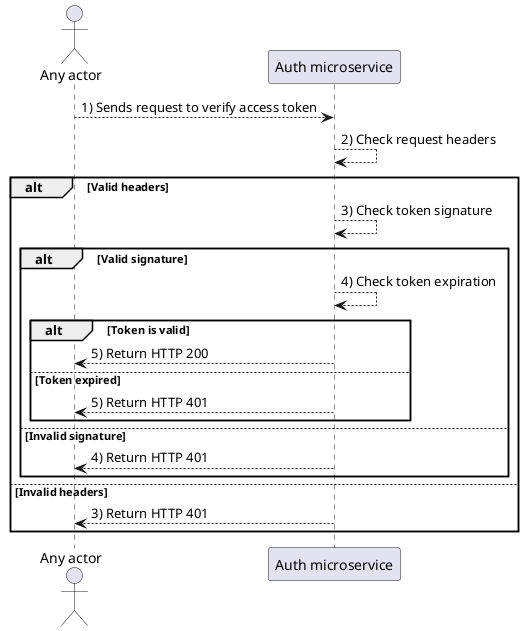 Any actor
Auth microservice
1) Sends request to verify access token
2) Check request headers
alt [Valid headers]
3) Check token signature
alt [Valid signature]
4) Check token expiration
alt [Token is valid]
5) Return HTTP 200
[Token expired]
5) Return HTTP 401
[Invalid signature]
4) Return HTTP 401
[Invalid headers]
3) Return HTTP 401
Any actor
Auth microservice